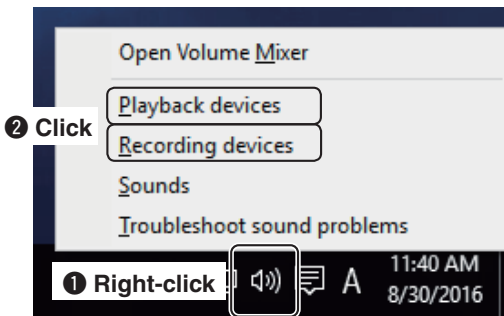 Open Volume Mixer
Playback devices
❷ Click
Recording devices
Sounds
Troubleshoot sound problems
❶ Right-click
A
11:40 AM
8/30/2016